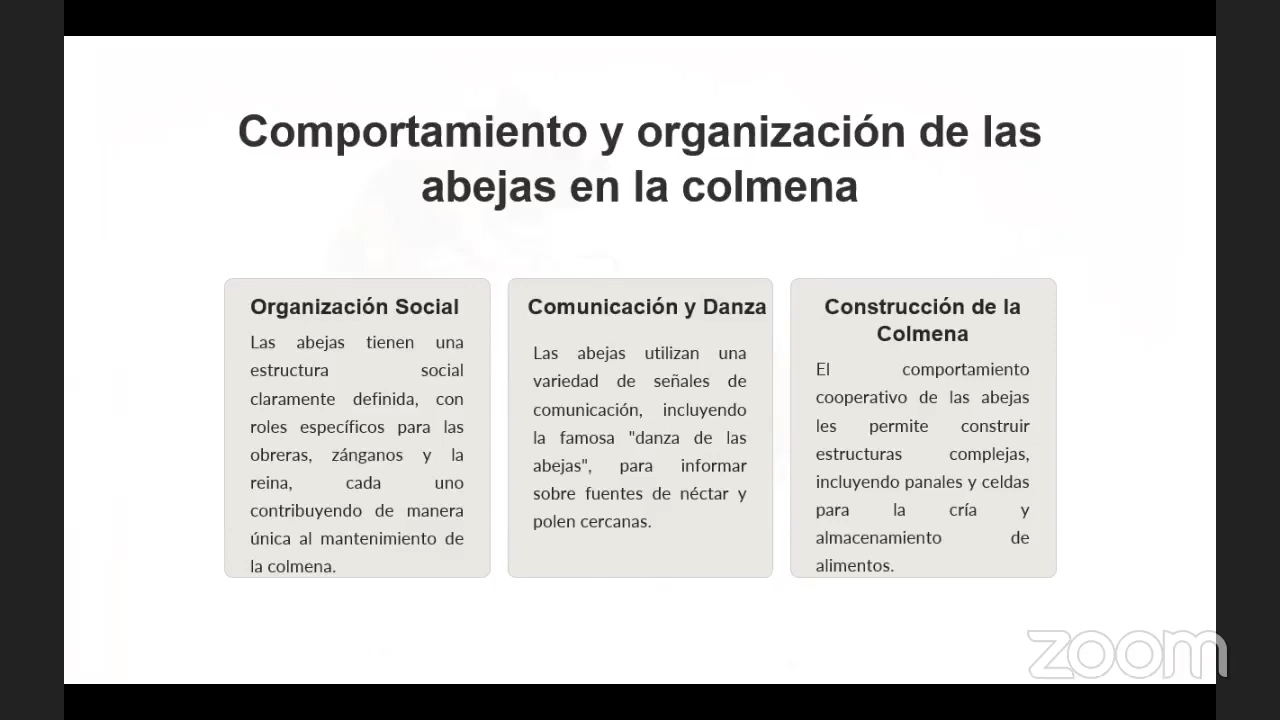 Comportamiento y organización de las
abejas en la colmena
Organización Social
Las abejas tienen una
estructura social
claramente definida, con
roles específicos para las
obreras, zánganos y la
reina, cada uno
contribuyendo de manera
única al mantenimiento de
la colmena.
Comunicación y Danza
Las abejas utilizan una
variedad de señales de
comunicación, incluyendo
la famosa "danza de las
abejas", para informar
sobre fuentes de néctar y
polen cercanas.
Construcción de la
Colmena
El comportamiento
cooperativo de las abejas
les permite construir
estructuras complejas,
incluyendo panales y celdas
para la cría y
almacenamiento de
alimentos.
zoom